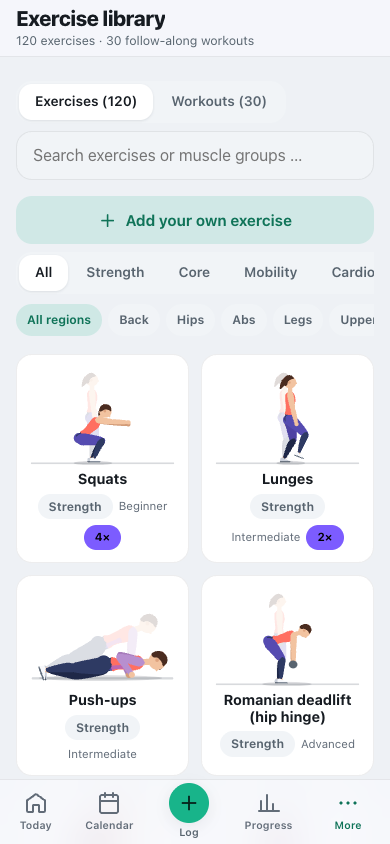 Exercise library
120 exercises · 30 follow-along workouts
Exercises (120) Workouts (30)
Search exercises or muscle groups ...
+ Add your own exercise
All Strength Core Mobility Cardio
All regions Back Hips Abs Legs Upper
Squats
Strength Beginner
4×
Lunges
Strength
Intermediate 2×
Push-ups
Strength
Intermediate
Romanian deadlift
(hip hinge)
Strength Advanced
Today Calendar Log Progress More